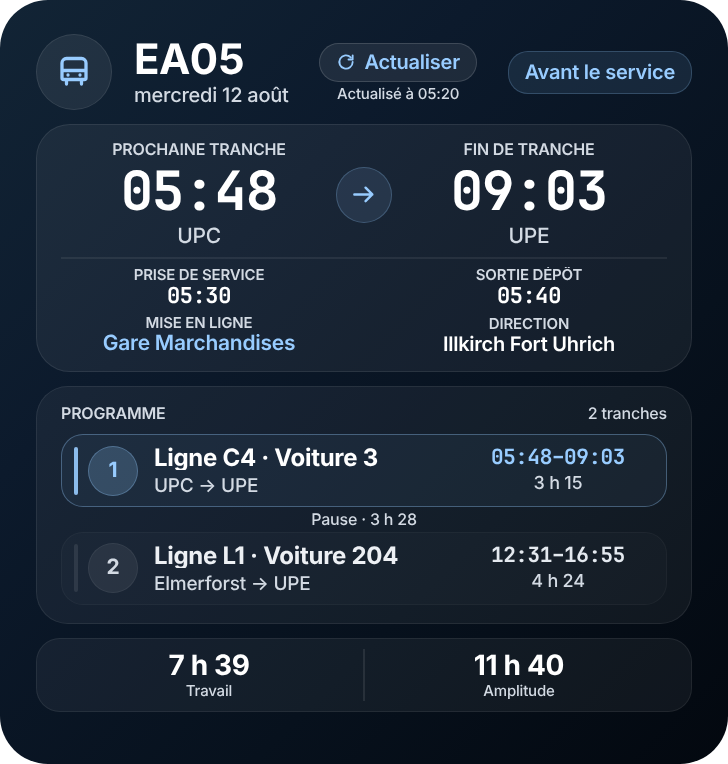 EA05
mercredi 12 août
Actualiser
Actualisé à 05:20
Avant le service
PROCHAINE TRANCHE
05:48
UPC
FIN DE TRANCHE
09:03
UPE
PRISE DE SERVICE
05:30
SORTIE DÉPÔT
05:40
MISE EN LIGNE
Gare Marchandises
DIRECTION
Illkirch Fort Uhrich
PROGRAMME
2 tranches
1
Ligne C4 · Voiture 3
UPC → UPE
05:48–09:03
3 h 15
Pause · 3 h 28
2
Ligne L1 · Voiture 204
Elmerforst → UPE
12:31–16:55
4 h 24
7 h 39
Travail
11 h 40
Amplitude